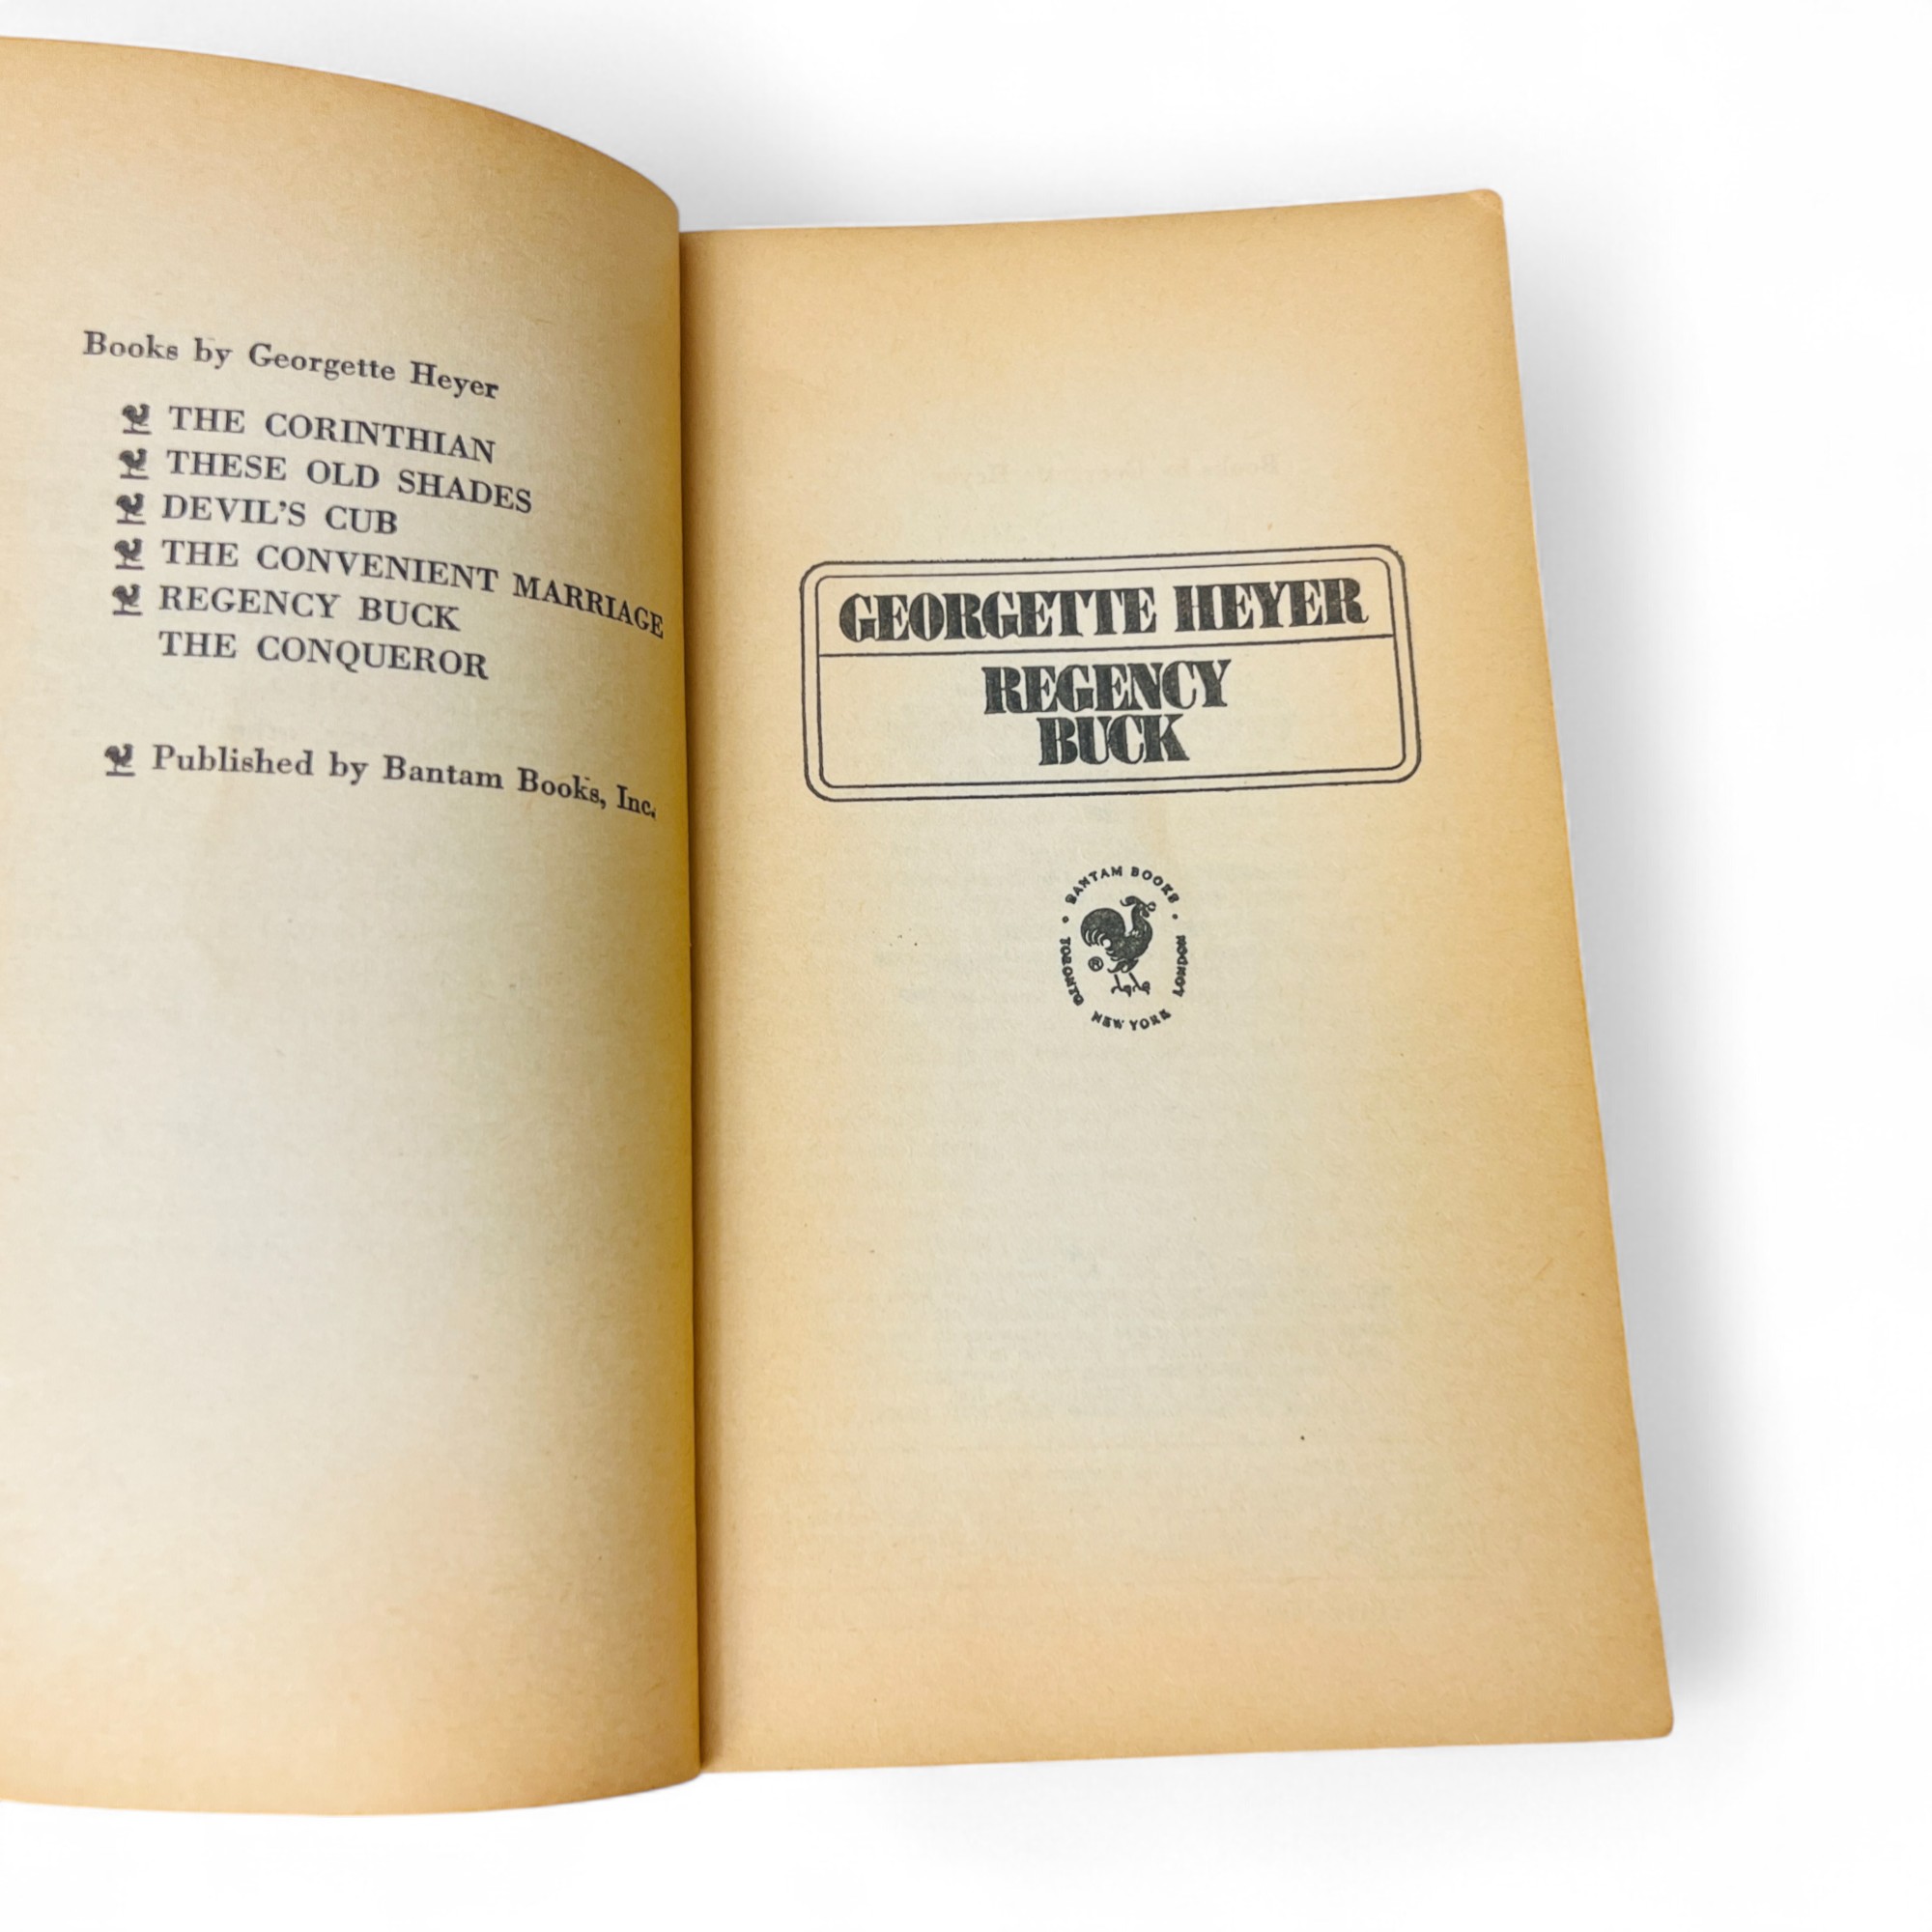 Books by Georgette Heyer
THE CORINTHIAN
THESE OLD SHADES
DEVIL'S CUB
THE CONVENIENT MARRIAGE
REGENCY BUCK
THE CONQUEROR
Published by Bantam Books, Inc.
GEORGETTE HEYER
REGENCY
BUCK
BANTAM BOOKS
TORONTO
®
LONDON
NEW YORK